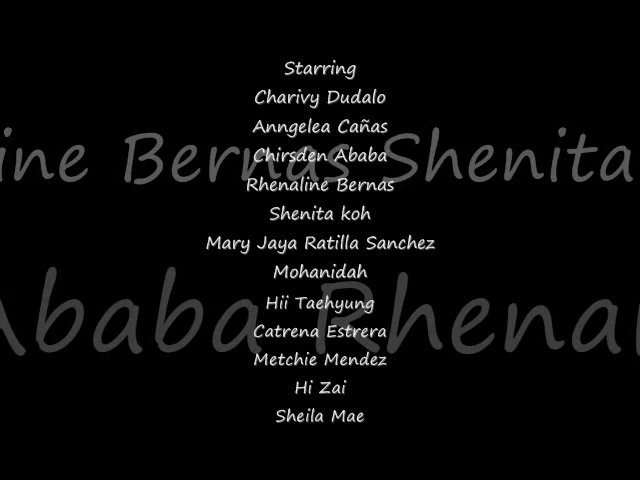 Starring
Charivy Dudalo
Anngelea Cañas
ine Bernas Shenita
Chirsden Ababa
Rhenaline Bernas
Shenita koh
Mary Jaya Ratilla Sanchez
Mohanidah
Hii Taehyung
Ababa Rhenal
Catrena Estrera
Metchie Mendez
Hi Zai
Sheila Mae